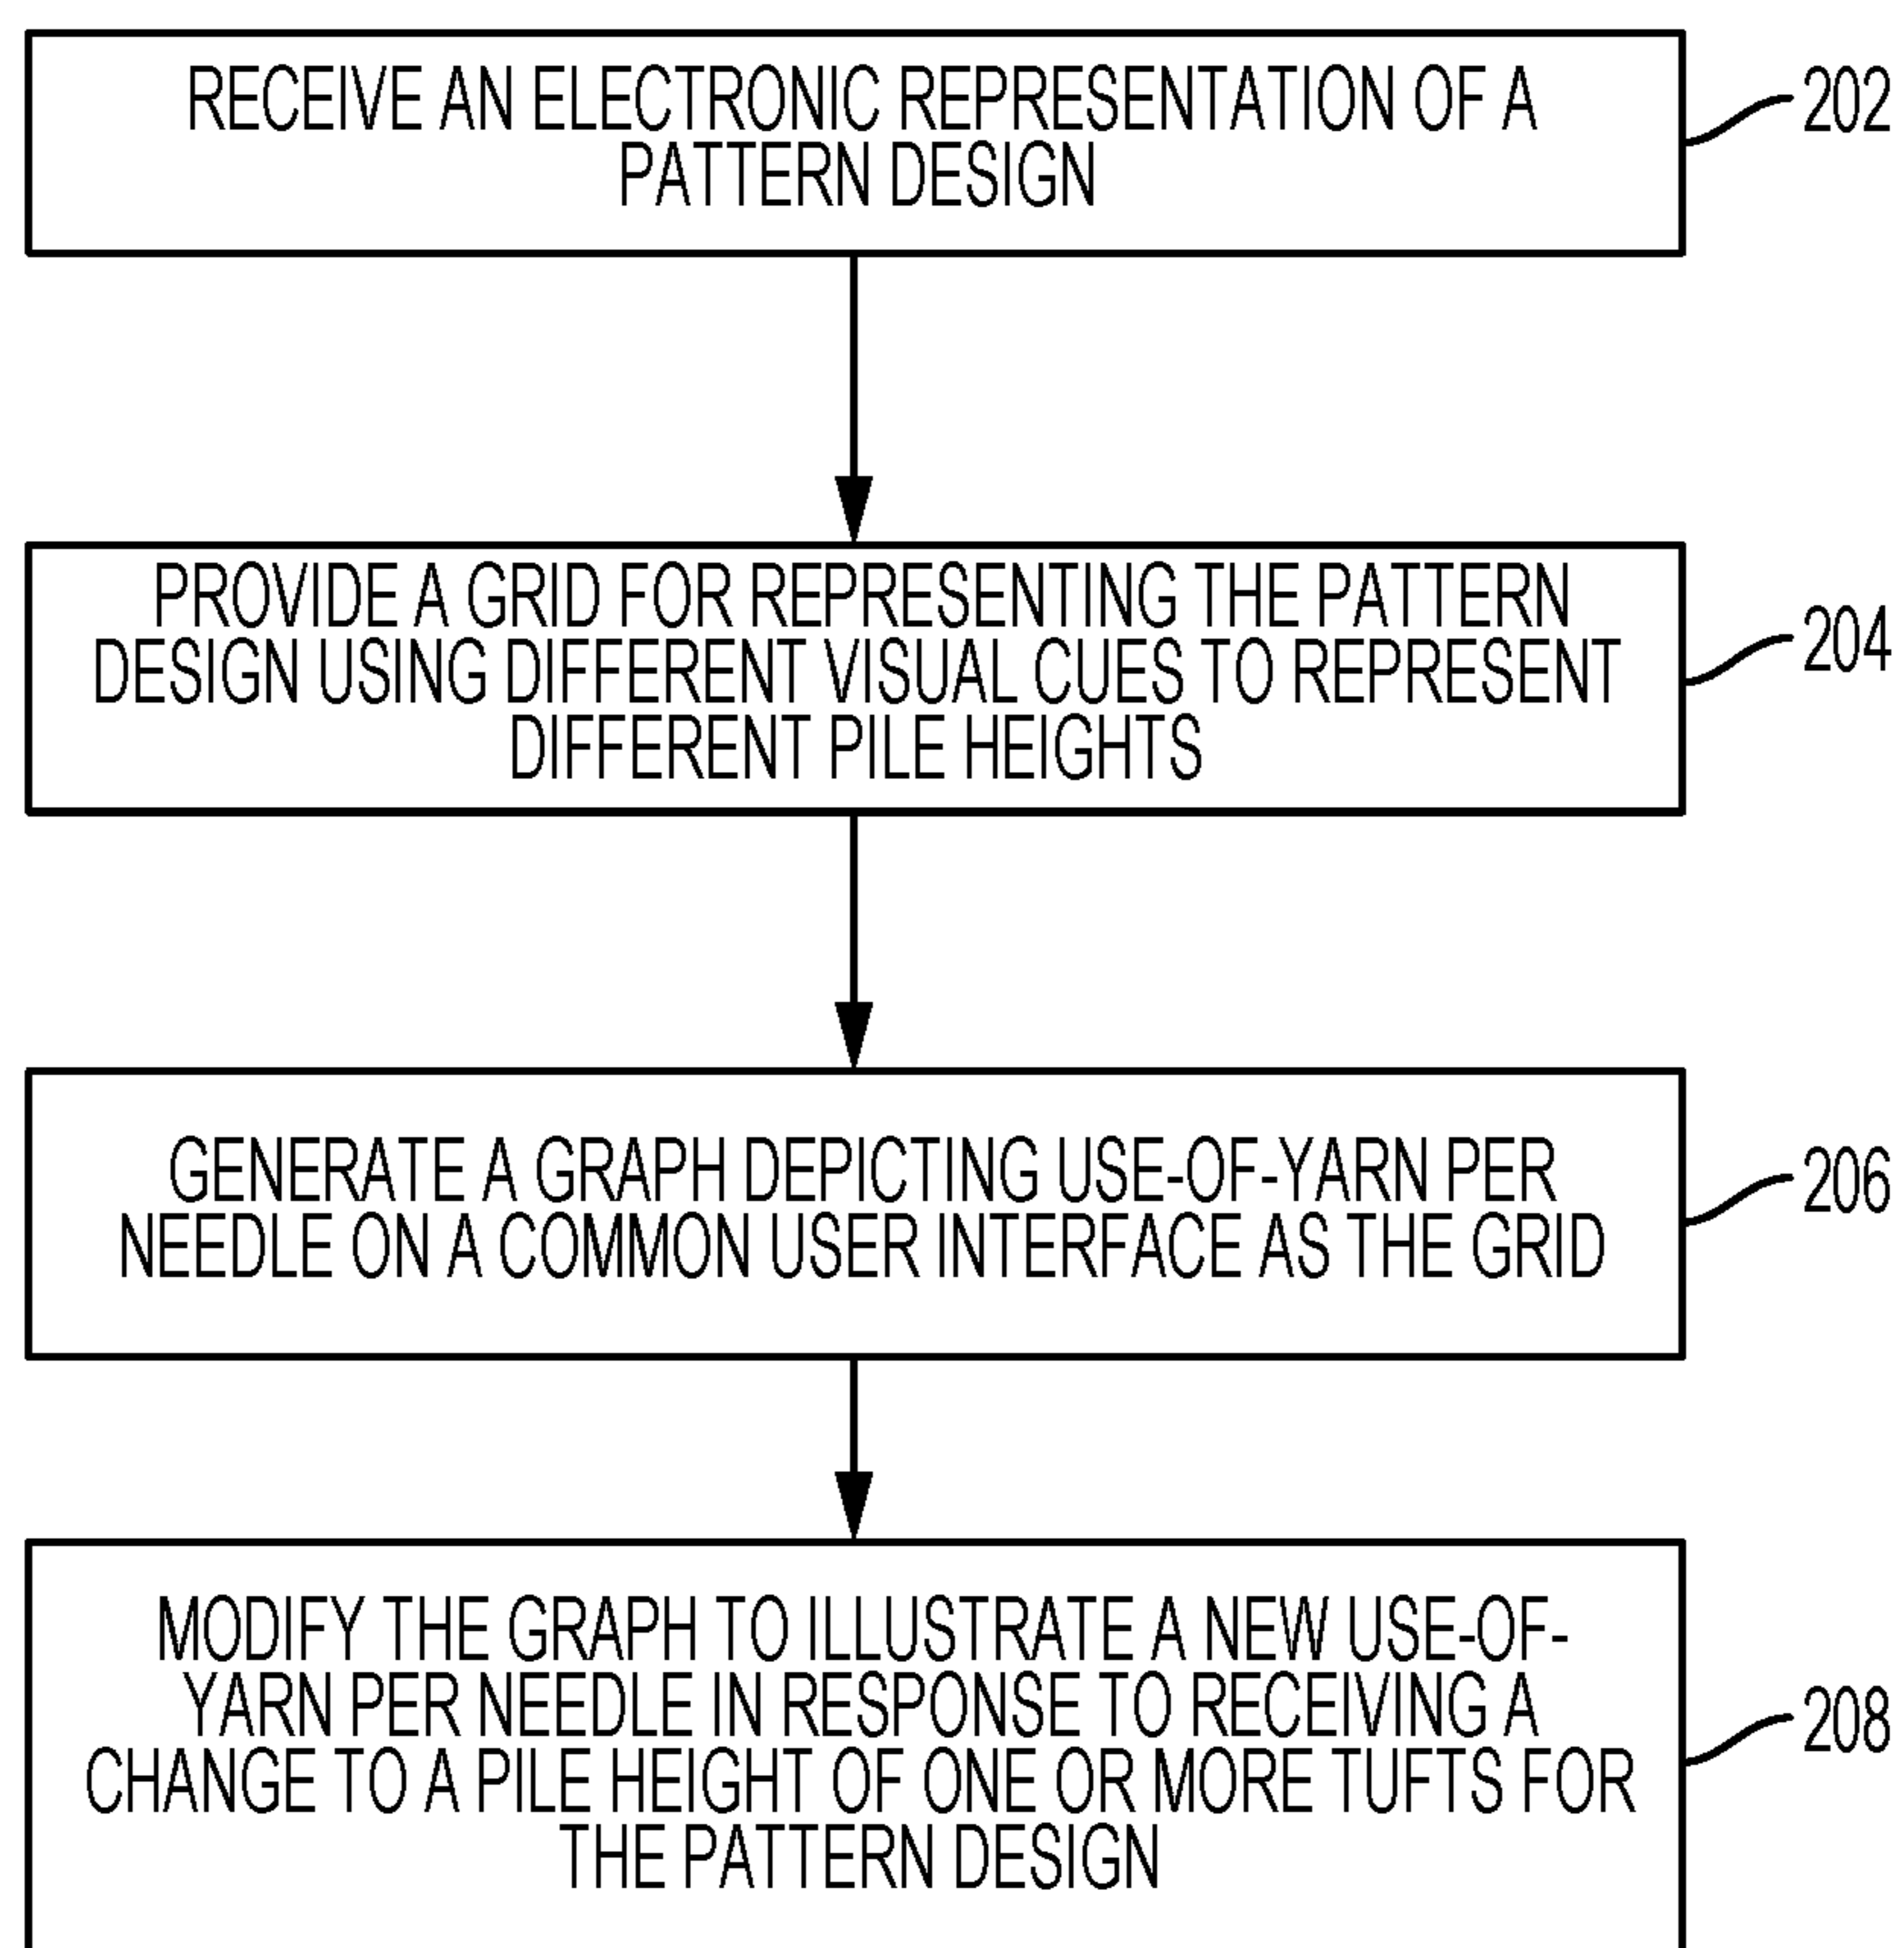 RECEIVE AN ELECTRONIC REPRESENTATION OF A
PATTERN DESIGN
202
PROVIDE A GRID FOR REPRESENTING THE PATTERN
DESIGN USING DIFFERENT VISUAL CUES TO REPRESENT
DIFFERENT PILE HEIGHTS
204
GENERATE A GRAPH DEPICTING USE-OF-YARN PER
NEEDLE ON A COMMON USER INTERFACE AS THE GRID
206
MODIFY THE GRAPH TO ILLUSTRATE A NEW USE-OF-
YARN PER NEEDLE IN RESPONSE TO RECEIVING A
CHANGE TO A PILE HEIGHT OF ONE OR MORE TUFTS FOR
THE PATTERN DESIGN
208